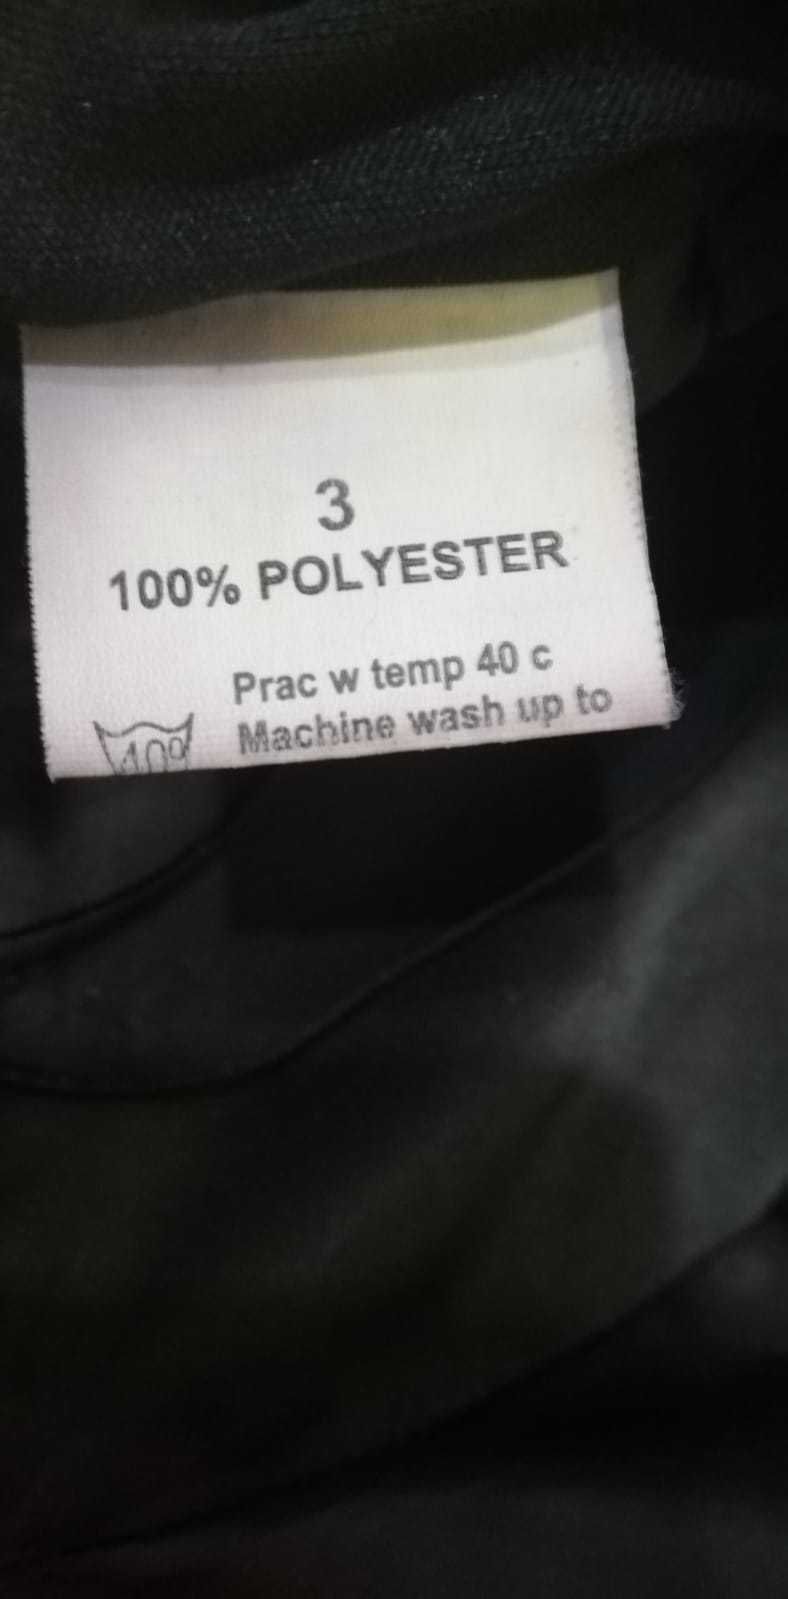 3
100% POLYESTER
Prac w temp 40 c
Machine wash up to
40°